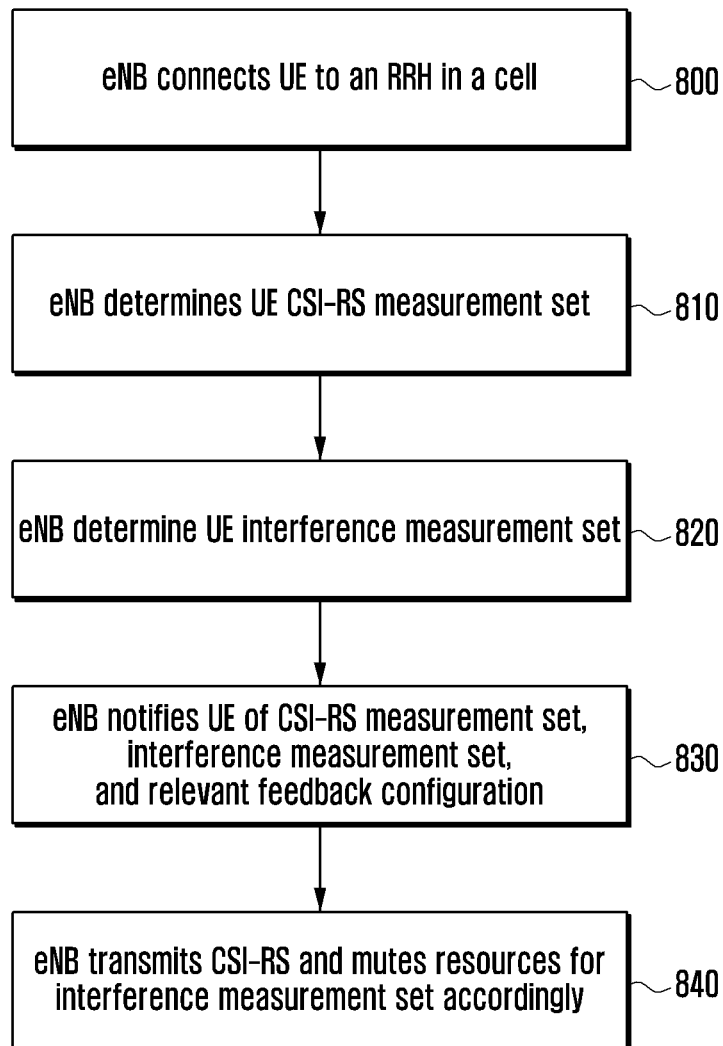 eNB connects UE to an RRH in a cell
800
eNB determines UE CSI-RS measurement set
810
eNB determine UE interference measurement set
820
eNB notifies UE of CSI-RS measurement set,
interference measurement set,
and relevant feedback configuration
830
eNB transmits CSI-RS and mutes resources for
interference measurement set accordingly
840